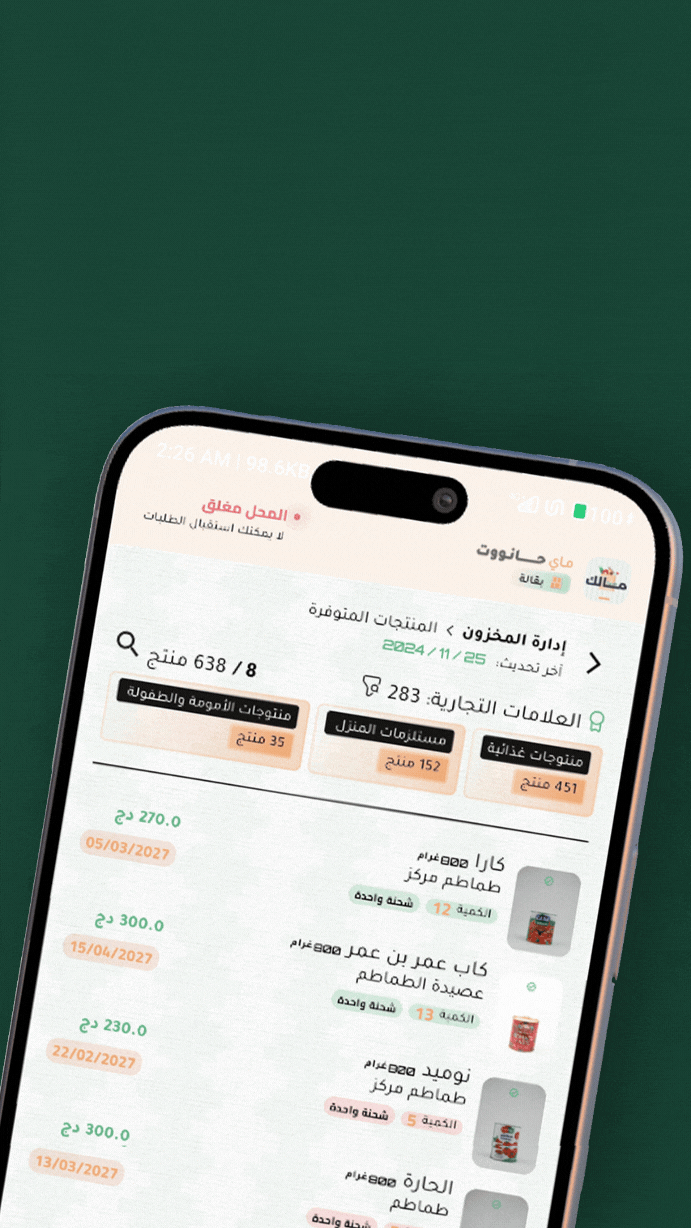 2:26 AM | 98.6KB
100
المحل مغلق
لا يمكنك استقبال الطلبات
ماي حـــانـووت
بقالة
مـالك
إدارة المخزون > المنتجات المتوفرة
آخر تحديث: 2024/11/25
العلامات التجارية: 283
8 / 638 منتج
منتوجات غذائية
451 منتج
مستلزمات المنزل
152 منتج
منتوجات الأمومة والطفولة
35 منتج
كارا 800غرام
طماطم مركز
الكمية 12
شحنة واحدة
270.0 دج
05/03/2027
كاب عمر بن عمر 800غرام
عصيدة الطماطم
الكمية 13
شحنة واحدة
300.0 دج
15/04/2027
نوميد 800غرام
طماطم مركز
الكمية 5
شحنة واحدة
230.0 دج
22/02/2027
الحارة 800غرام
طماطم
شحنة واحدة
300.0 دج
13/03/2027